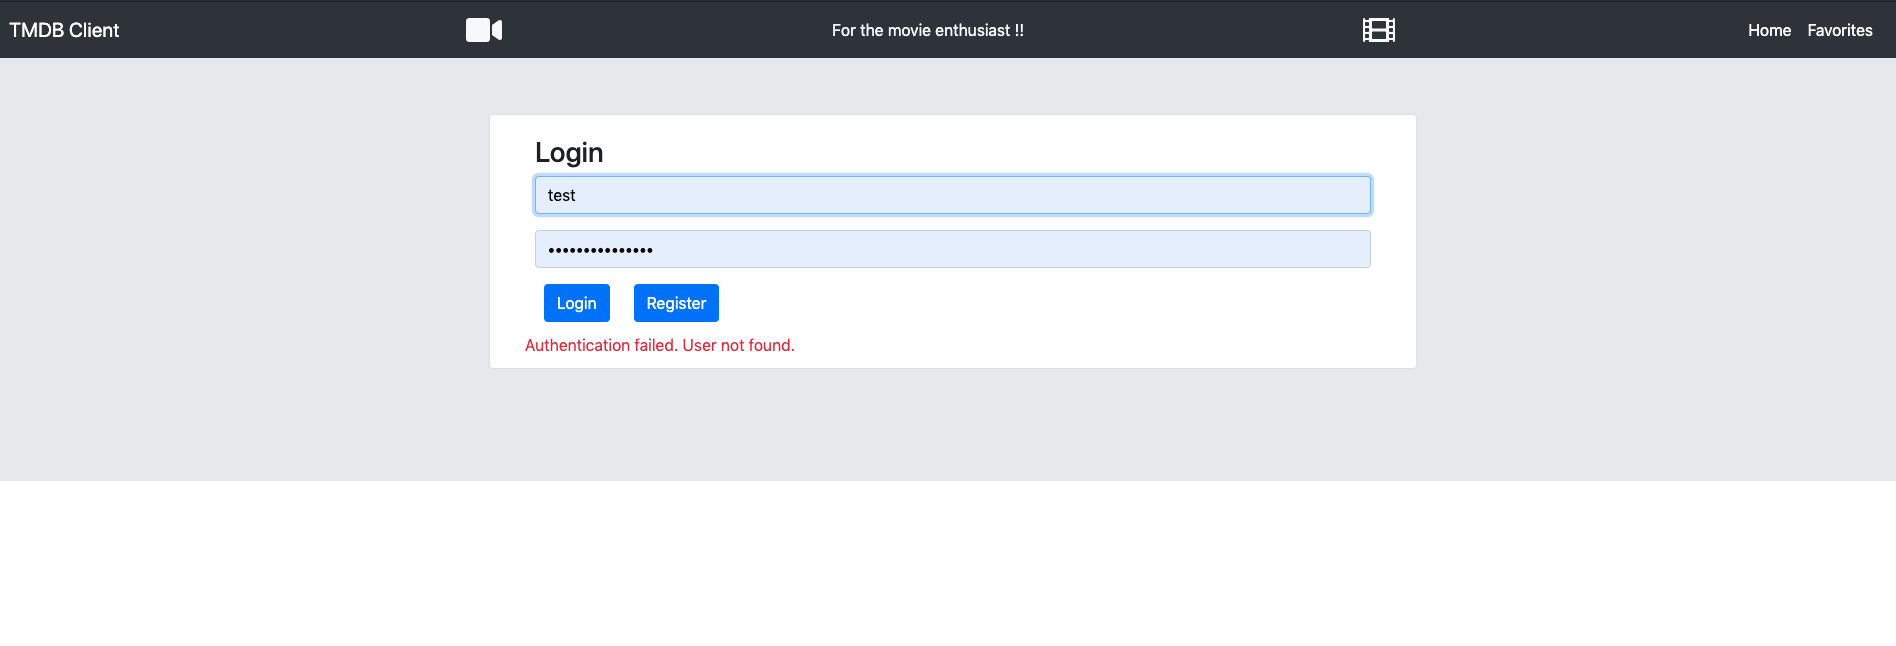 TMDB Client
For the movie enthusiast !!
Home Favorites
Login
test
•••••••••••••••
Login Register
Authentication failed. User not found.